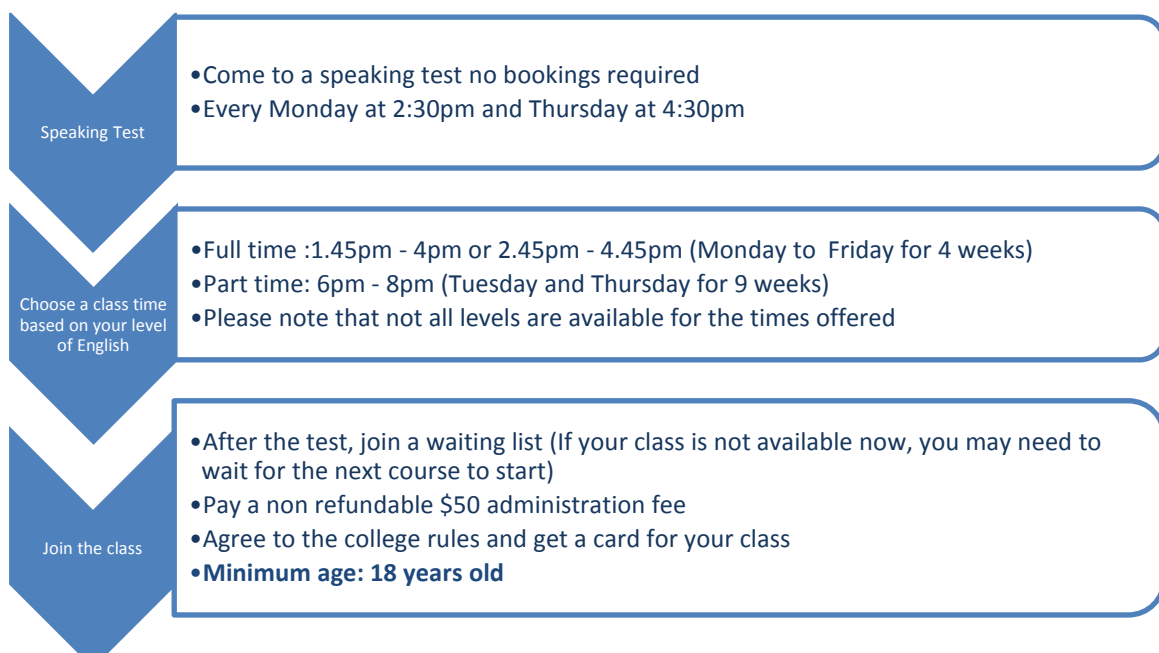 Speaking Test
•Come to a speaking test no bookings required
•Every Monday at 2:30pm and Thursday at 4:30pm
Choose a class time
based on your level
of English
•Full time :1.45pm - 4pm or 2.45pm - 4.45pm (Monday to  Friday for 4 weeks)
•Part time: 6pm - 8pm (Tuesday and Thursday for 9 weeks)
•Please note that not all levels are available for the times offered
Join the class
•After the test, join a waiting list (If your class is not available now, you may need to
wait for the next course to start)
•Pay a non refundable $50 administration fee
•Agree to the college rules and get a card for your class
•Minimum age: 18 years old